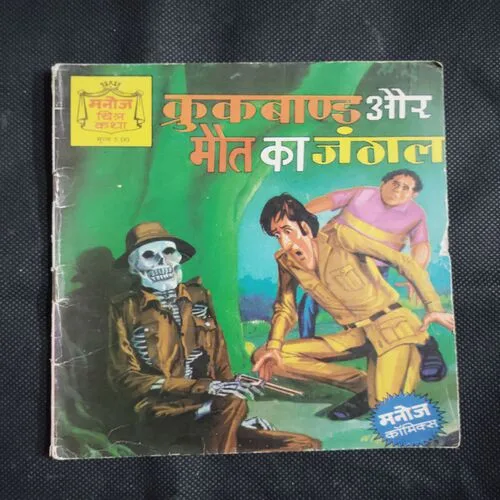 मनोज
चित्र
कथा
क्रुकबाण्ड और
मौत का जंगल
मनोज
कॉमिक्स